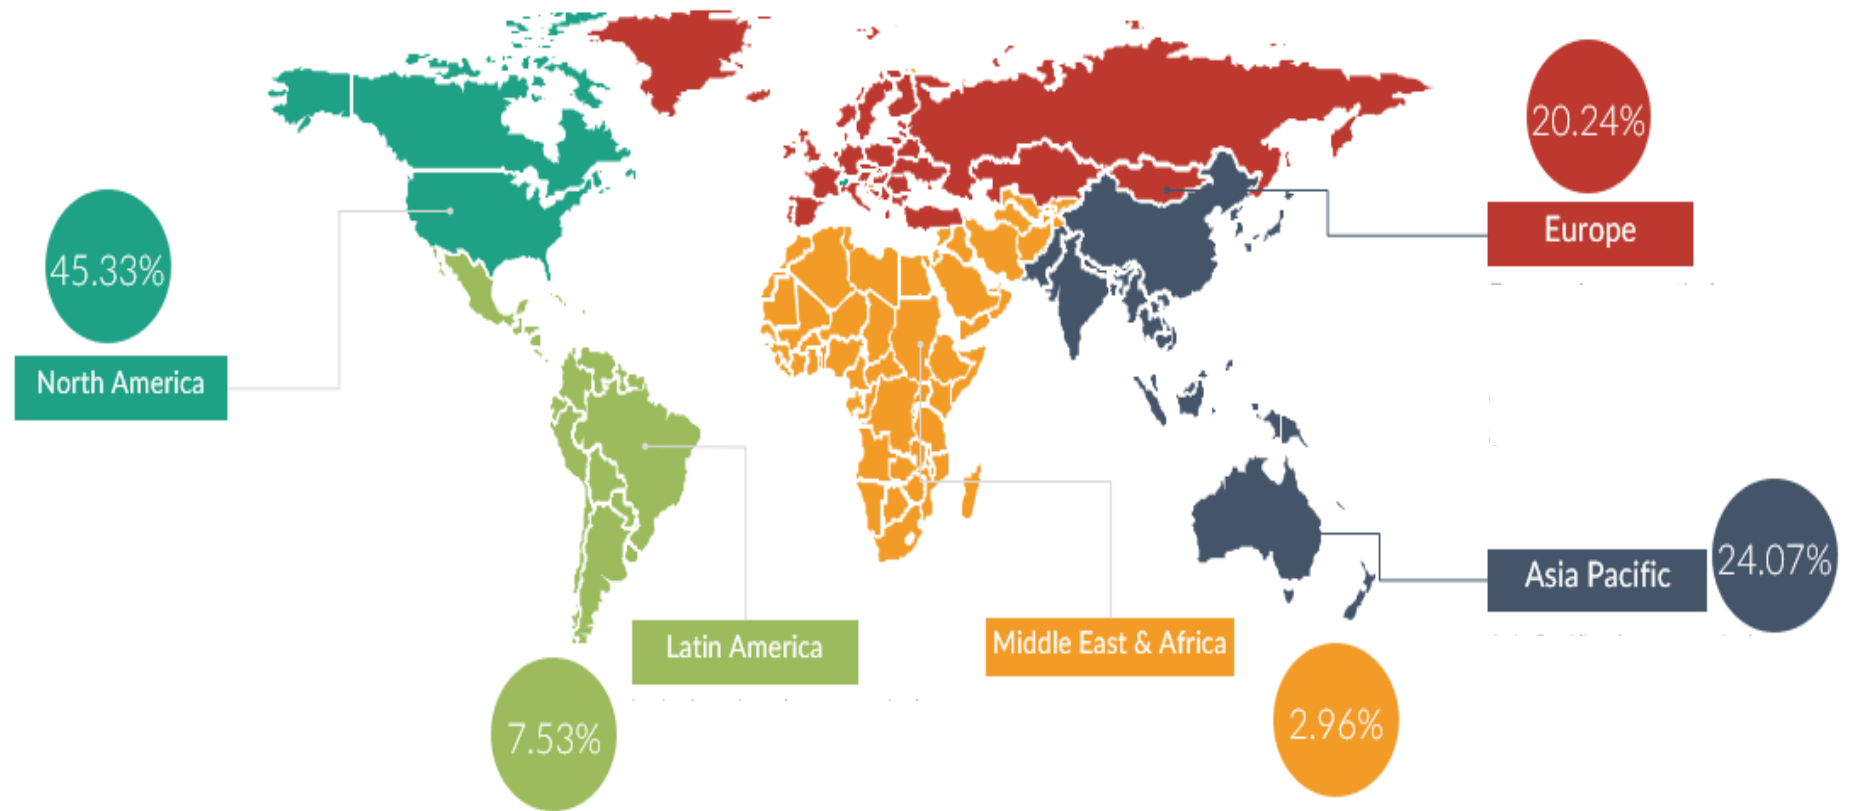 20.24%
Europe
45.33%
North America
24.07%
Asia Pacific
Latin America
7.53%
Middle East & Africa
2.96%